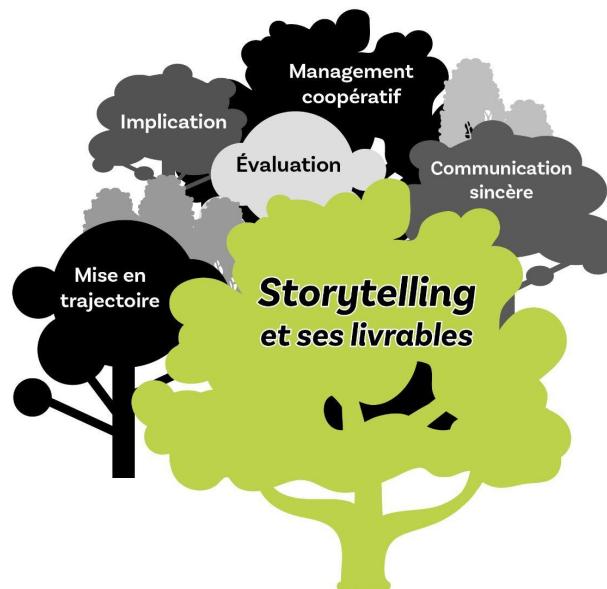 Management
coopératif
Implication
Évaluation
Communication
sincère
Mise en
trajectoire
Storytelling
et ses livrables